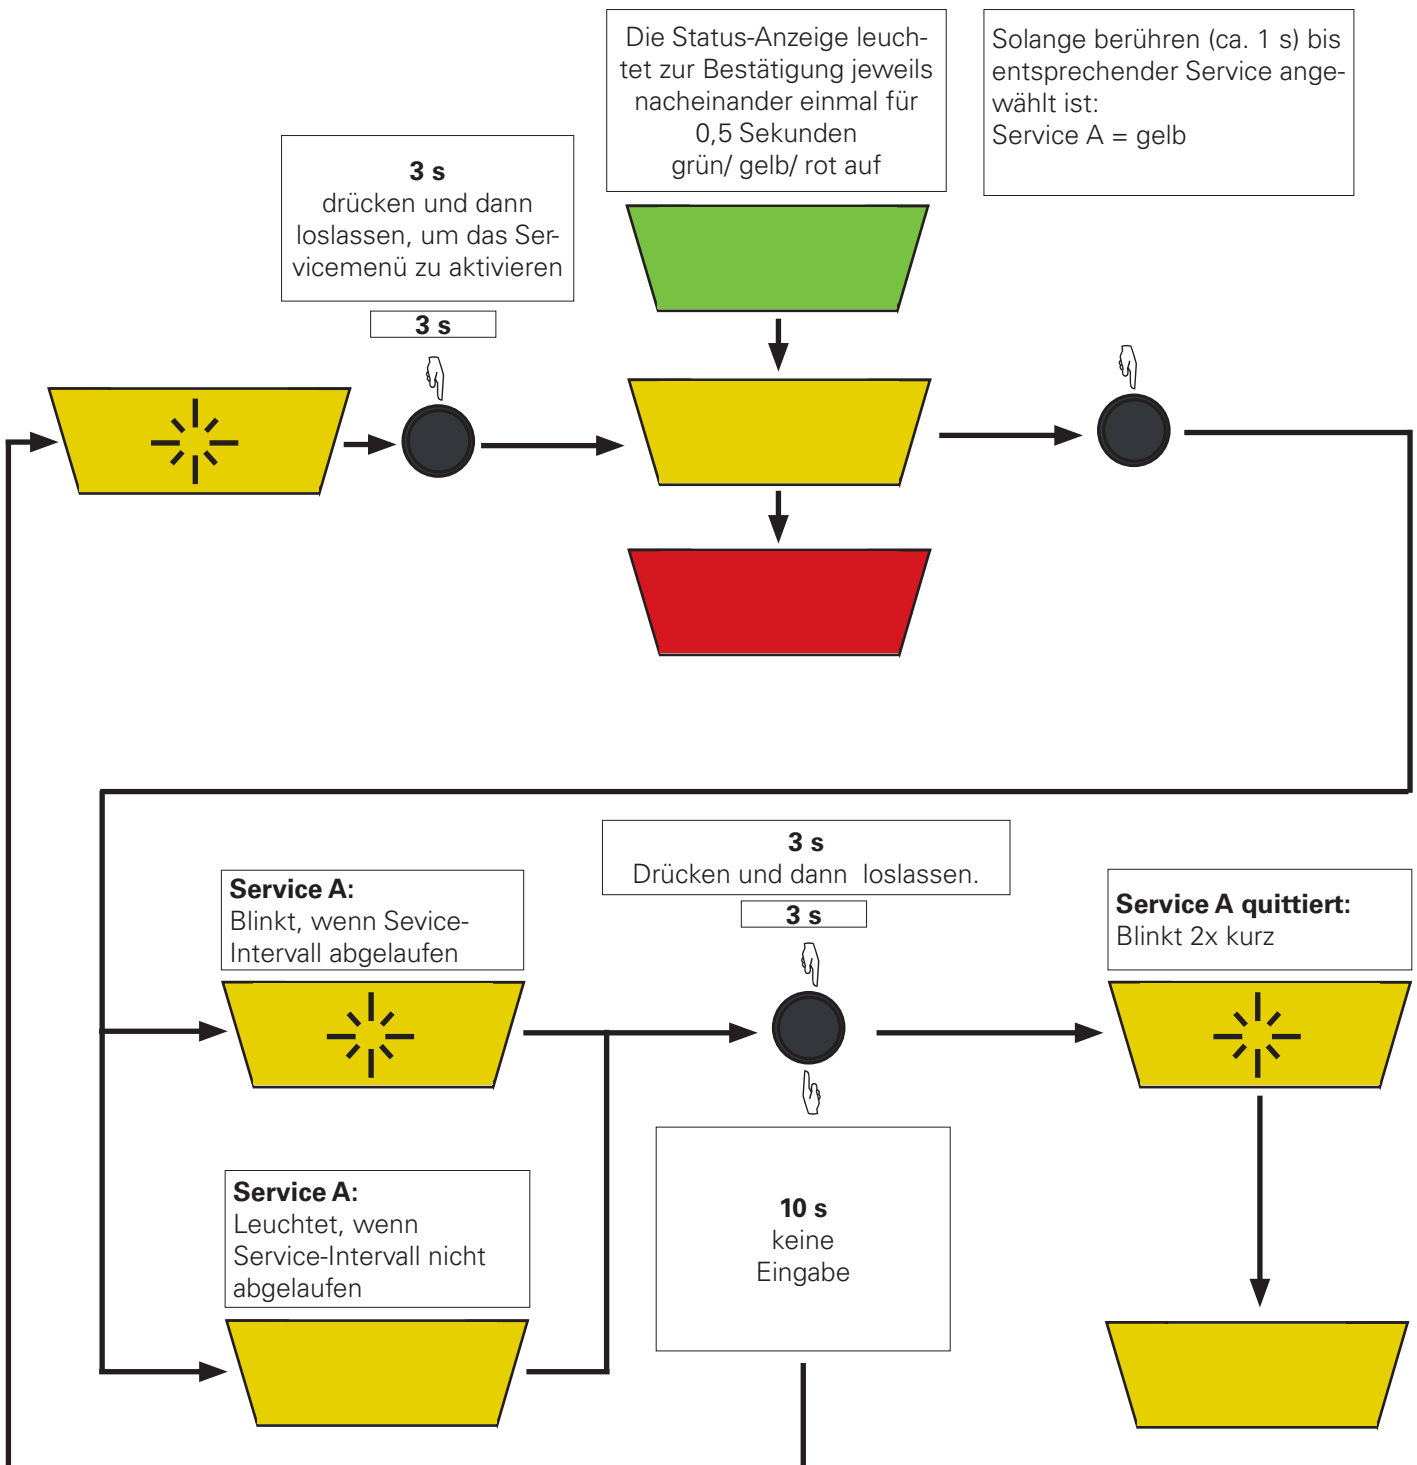 Die Status-Anzeige leuch-
tet zur Bestätigung jeweils
nacheinander einmal für
0,5 Sekunden
grün/ gelb/ rot auf
Solange berühren (ca. 1 s) bis
entsprechender Service ange-
wählt ist:
Service A = gelb
3 s
drücken und dann
loslassen, um das Ser-
vicemenü zu aktivieren
3 s
3 s
Drücken und dann loslassen.
3 s
Service A:
Blinkt, wenn Sevice-
Intervall abgelaufen
Service A quittiert:
Blinkt 2x kurz
Service A:
Leuchtet, wenn
Service-Intervall nicht
abgelaufen
10 s
keine
Eingabe